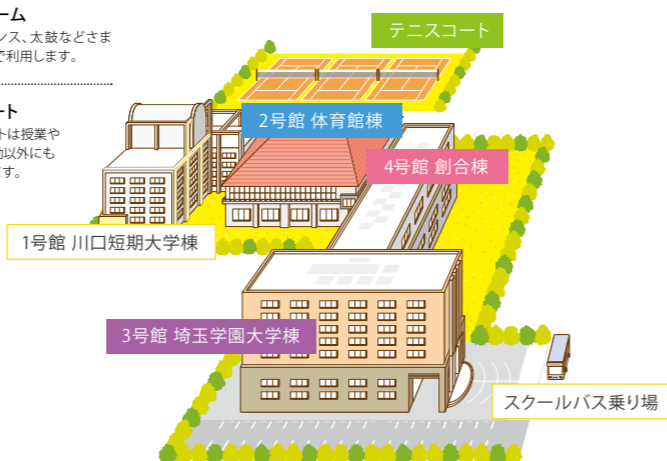 ーム
ンス、太鼓などさま
で利用します。
ート
トは授業や
動以外にも
す。
テニスコート
2号館 体育館棟
4号館 創合棟
1号館 川口短期大学棟
3号館 埼玉学園大学棟
スクールバス乗り場